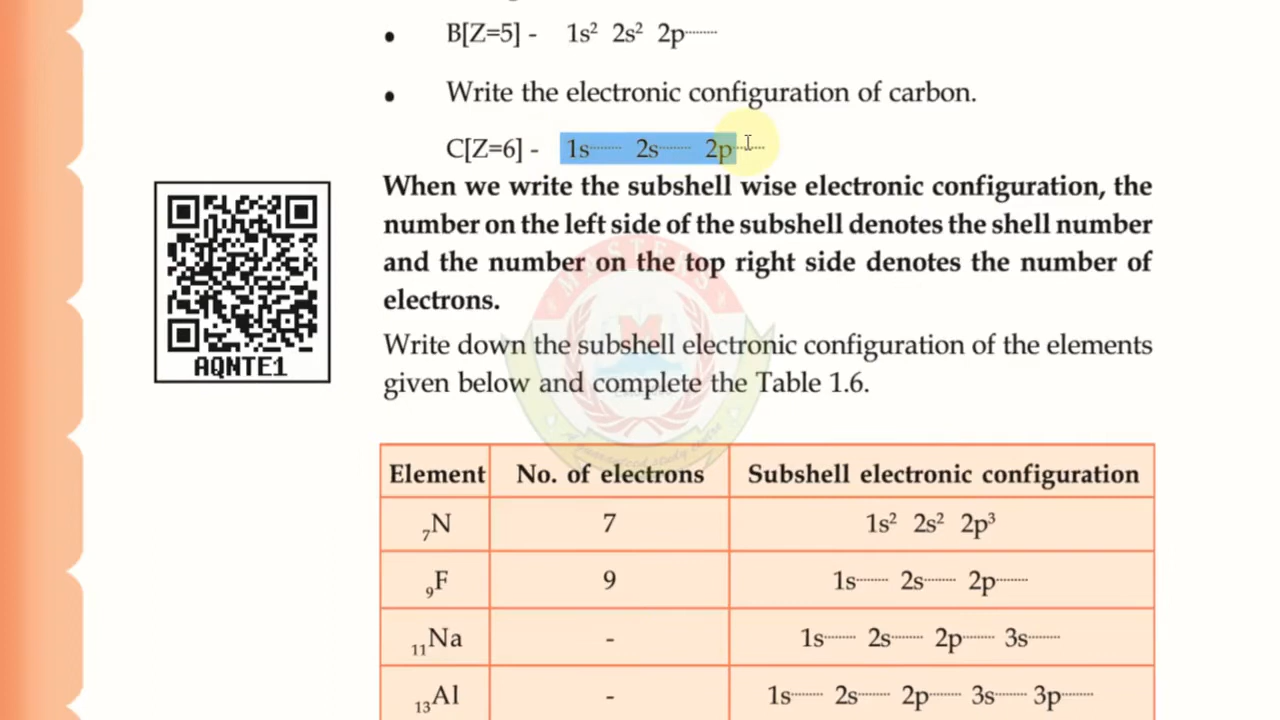 • B[Z=5] - 1s² 2s² 2p........
• Write the electronic configuration of carbon.
C[Z=6] - 1s........ 2s........ 2p........
When we write the subshell wise electronic configuration, the
number on the left side of the subshell denotes the shell number
and the number on the top right side denotes the number of
electrons.
AQNTE1
Write down the subshell electronic configuration of the elements
given below and complete the Table 1.6.
Element No. of electrons Subshell electronic configuration
₇N 7 1s² 2s² 2p³
₉F 9 1s........ 2s........ 2p........
₁₁Na - 1s........ 2s........ 2p........ 3s........
₁₃Al - 1s........ 2s........ 2p........ 3s........ 3p........
MASTERS